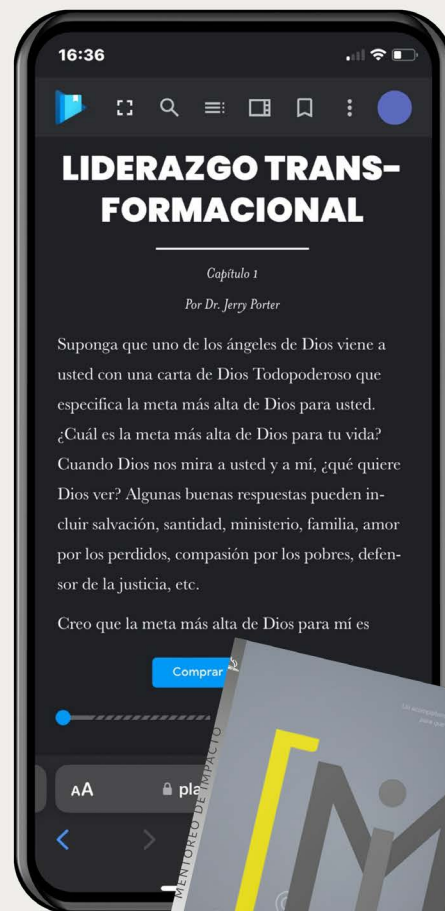 16:36
LIDERAZGO TRANS-
FORMACIONAL
Capítulo 1
Por Dr. Jerry Porter
Suponga que uno de los ángeles de Dios viene a
usted con una carta de Dios Todopoderoso que
especifica la meta más alta de Dios para usted.
¿Cuál es la meta más alta de Dios para tu vida?
Cuando Dios nos mira a usted y a mí, ¿qué quiere
Dios ver? Algunas buenas respuestas pueden in-
cluir salvación, santidad, ministerio, familia, amor
por los perdidos, compasión por los pobres, defen-
sor de la justicia, etc.
Creo que la meta más alta de Dios para mí es
Comprar
AA
pla
MENTOREO DE IMPACTO